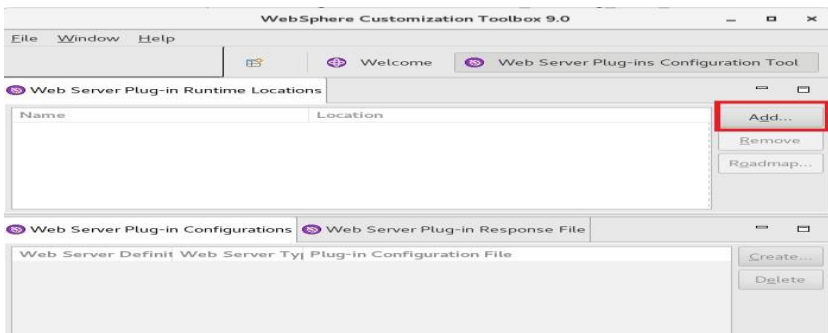 WebSphere Customization Toolbox 9.0
File Window Help
Welcome Web Server Plug-ins Configuration Tool
Web Server Plug-in Runtime Locations
Name Location Add...
Remove
Roadmap...
Web Server Plug-in Configurations Web Server Plug-in Response File
Web Server Definit Web Server Ty Plug-in Configuration File Create...
Delete